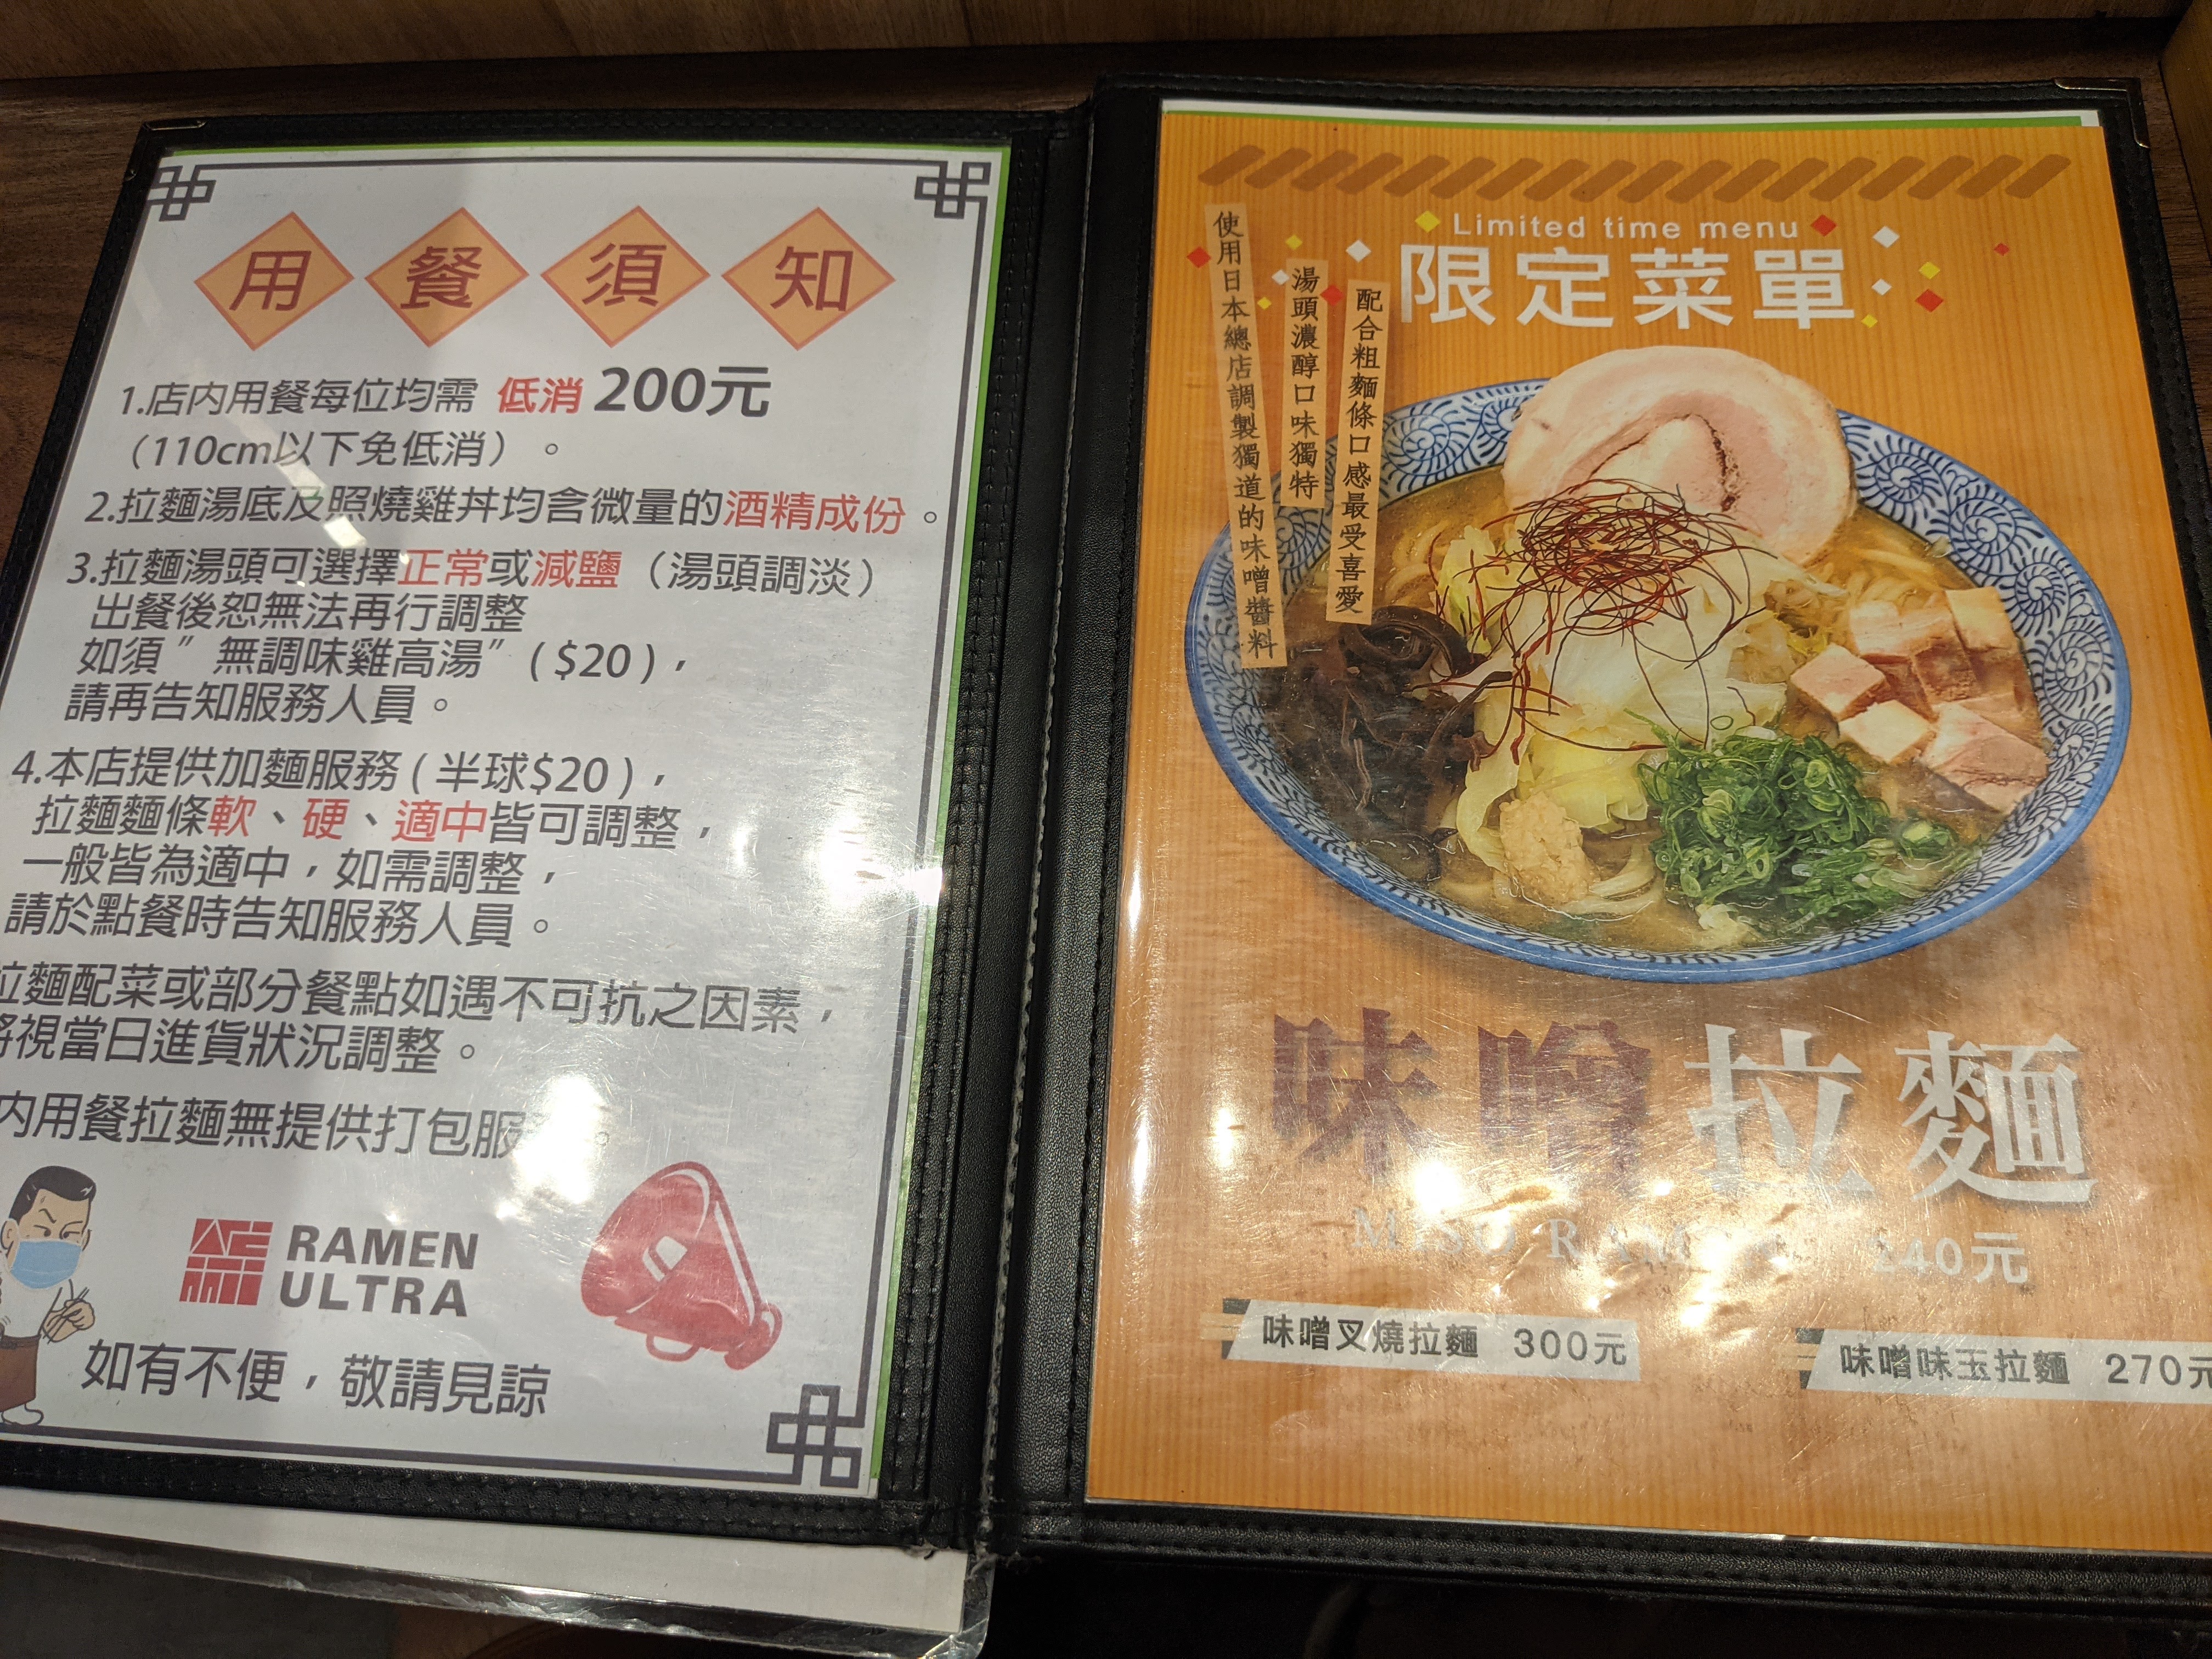 用餐須知
1.店内用餐每位均需 低消 200元
（110cm以下免低消）。
2.拉麵湯底及照燒雞丼均含微量的酒精成份。
3.拉麵湯頭可選擇正常或減鹽（湯頭調淡）
出餐後恕無法再行調整
如須 ”無調味雞高湯” ( $20 )，
請再告知服務人員。
4.本店提供加麵服務 ( 半球$20 )，
拉麵麵條軟、硬、適中皆可調整，
一般皆為適中，如需調整，
請於點餐時告知服務人員。
拉麵配菜或部分餐點如遇不可抗之因素，
將視當日進貨狀況調整。
内用餐拉麵無提供打包服
RAMEN
ULTRA
如有不便，敬請見諒
Limited time menu
限定菜單
使用日本總店調製獨道的味噌醬料
湯頭濃醇口味獨特
配合粗麵條口感最受喜愛
味噌拉麵
MISO RAMEN 240元
味噌叉燒拉麵 300元
味噌味玉拉麵 270元